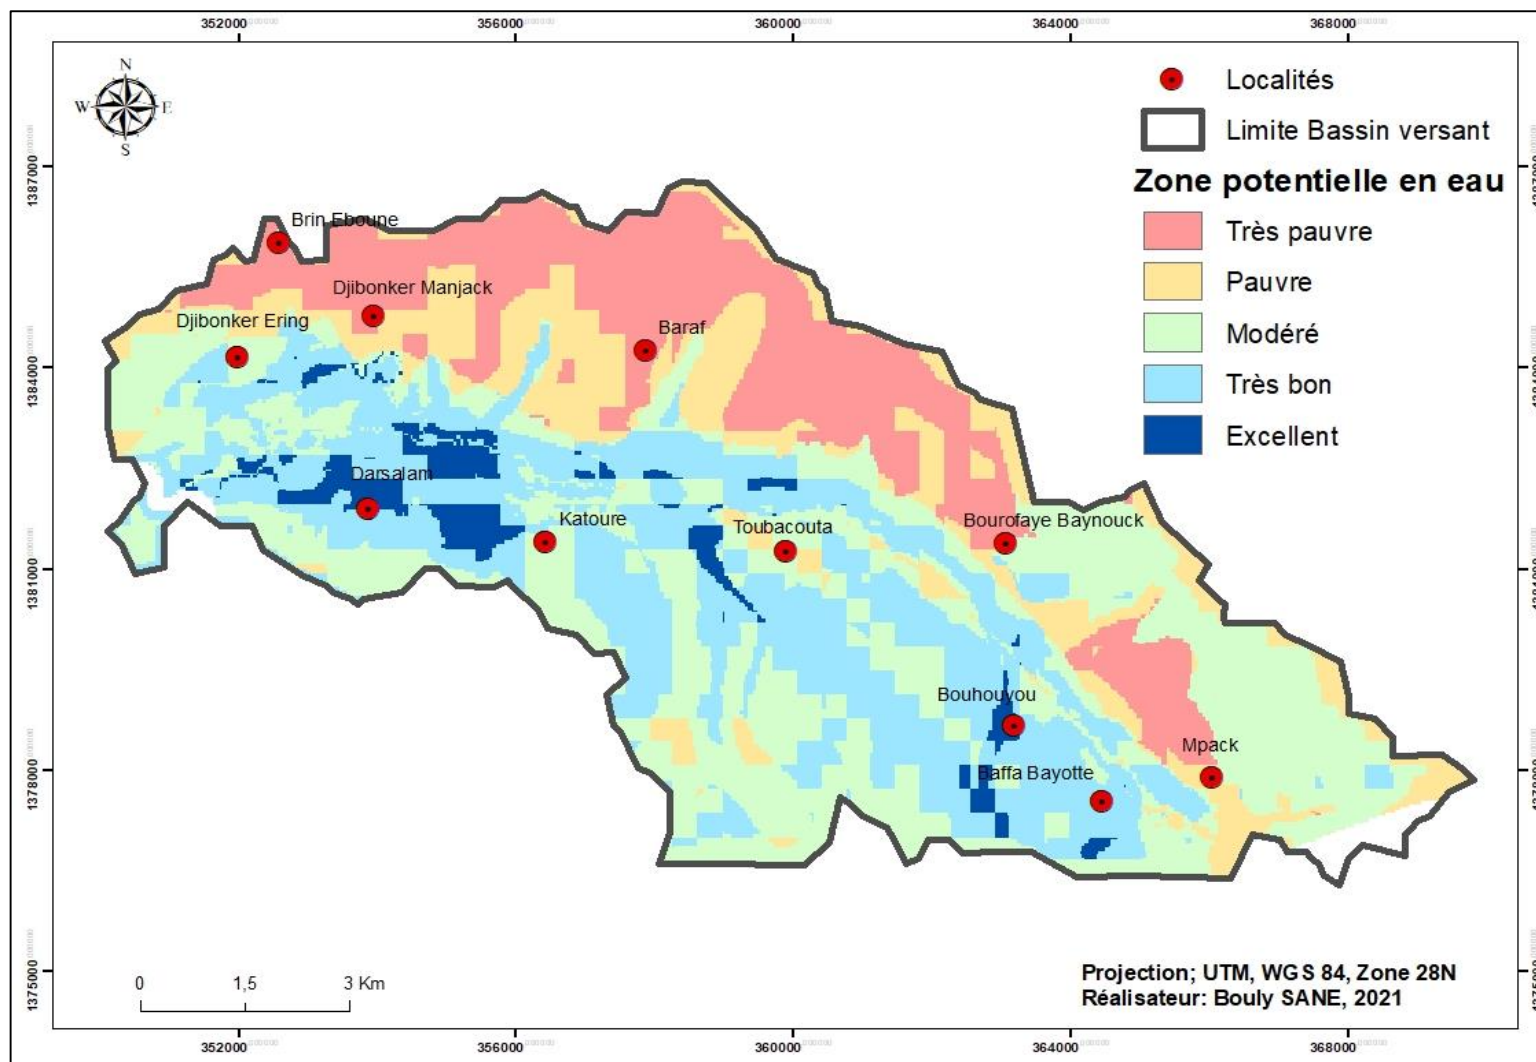 352000 356000 360000 364000 368000
N
W E
S
Localités
Limite Bassin versant
Zone potentielle en eau
Très pauvre
Pauvre
Modéré
Très bon
Excellent
1387000
1384000
1381000
1378000
1375000
Brin Eboune
Djibonker Manjack
Djibonker Ering
Baraf
Darsalam
Katoure
Toubacouta
Bourofaye Baynouck
Bouhouyou
Baffa Bayotte
Mpack
0 1,5 3 Km
Projection; UTM, WGS 84, Zone 28N
Réalisateur: Bouly SANE, 2021
352000 356000 360000 364000 368000